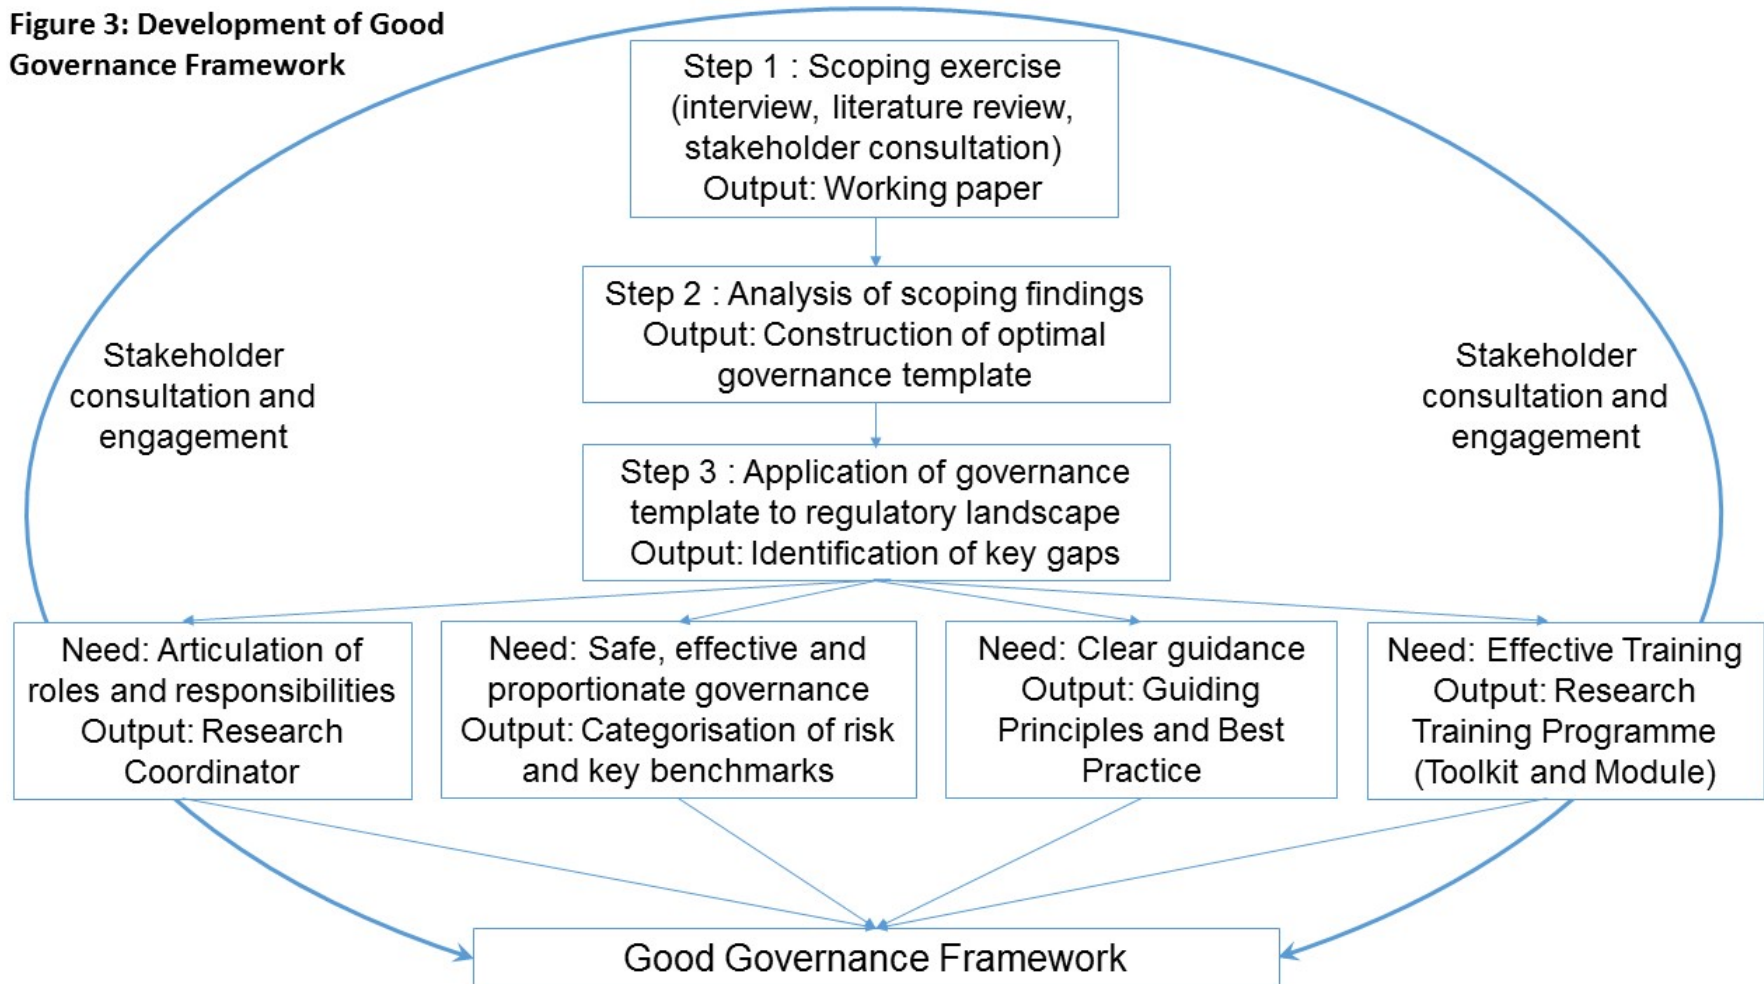 Figure 3: Development of Good
Governance Framework
Step 1 : Scoping exercise
(interview, literature review,
stakeholder consultation)
Output: Working paper
Step 2 : Analysis of scoping findings
Output: Construction of optimal
governance template
Stakeholder
consultation and
engagement
Stakeholder
consultation and
engagement
Step 3 : Application of governance
template to regulatory landscape
Output: Identification of key gaps
Need: Articulation of
roles and responsibilities
Output: Research
Coordinator
Need: Safe, effective and
proportionate governance
Output: Categorisation of risk
and key benchmarks
Need: Clear guidance
Output: Guiding
Principles and Best
Practice
Need: Effective Training
Output: Research
Training Programme
(Toolkit and Module)
Good Governance Framework